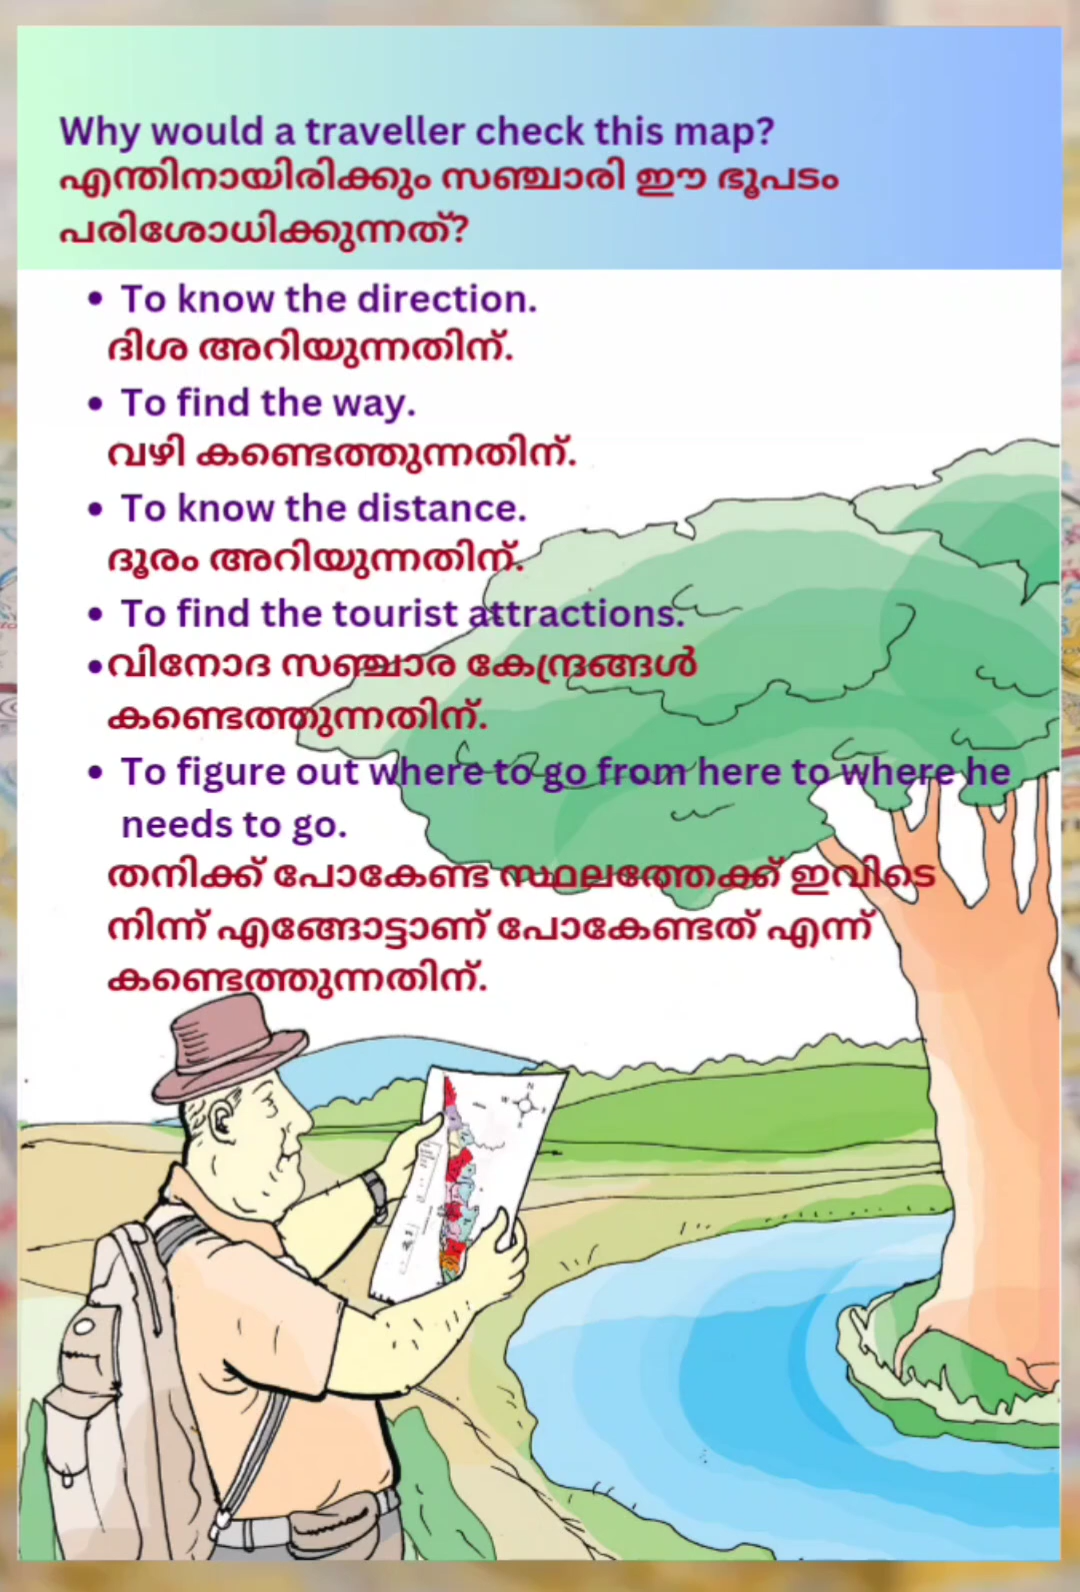 Why would a traveller check this map?
എന്തിനായിരിക്കും സഞ്ചാരി ഈ ഭൂപടം
പരിശോധിക്കുന്നത്?
• To know the direction.
ദിശ അറിയുന്നതിന്.
• To find the way.
വഴി കണ്ടെത്തുന്നതിന്.
• To know the distance.
ദൂരം അറിയുന്നതിന്.
• To find the tourist attractions.
•വിനോദ സഞ്ചാര കേന്ദ്രങ്ങൾ
കണ്ടെത്തുന്നതിന്.
• To figure out where to go from here to where he
needs to go.
തനിക്ക് പോകേണ്ട സ്ഥലത്തേക്ക് ഇവിടെ
നിന്ന് എങ്ങോട്ടാണ് പോകേണ്ടത് എന്ന്
കണ്ടെത്തുന്നതിന്.
N
W